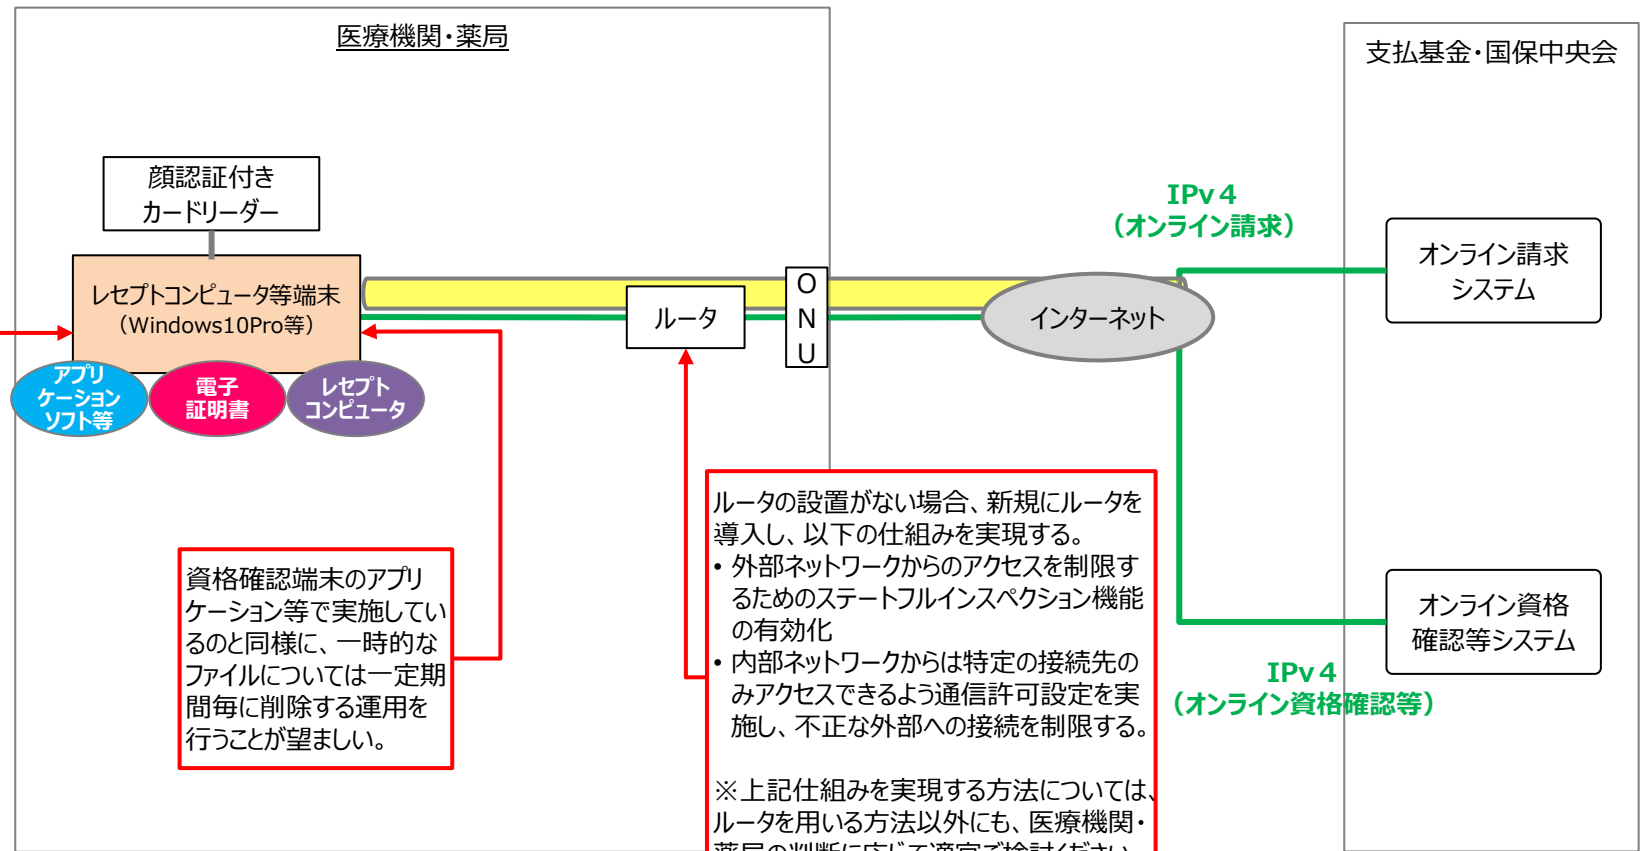 医療機関・薬局
支払基金・国保中央会
顔認証付き
カードリーダー
レセプトコンピュータ等端末
（Windows10Pro等）
アプリ
ケーション
ソフト等
電子
証明書
レセプト
コンピュータ
ルータ
O
N
U
インターネット
IPv４
（オンライン請求）
オンライン請求
システム
オンライン資格
確認等システム
IPv４
（オンライン資格確認等）
資格確認端末のアプリ
ケーション等で実施してい
るのと同様に、一時的な
ファイルについては一定期
間毎に削除する運用を
行うことが望ましい。
ルータの設置がない場合、新規にルータを
導入し、以下の仕組みを実現する。
• 外部ネットワークからのアクセスを制限す
るためのステートフルインスペクション機能
の有効化
• 内部ネットワークからは特定の接続先の
みアクセスできるよう通信許可設定を実
施し、不正な外部への接続を制限する。
※上記仕組みを実現する方法については、
ルータを用いる方法以外にも、医療機関・
薬局の判断に応じて適宜ご検討ください